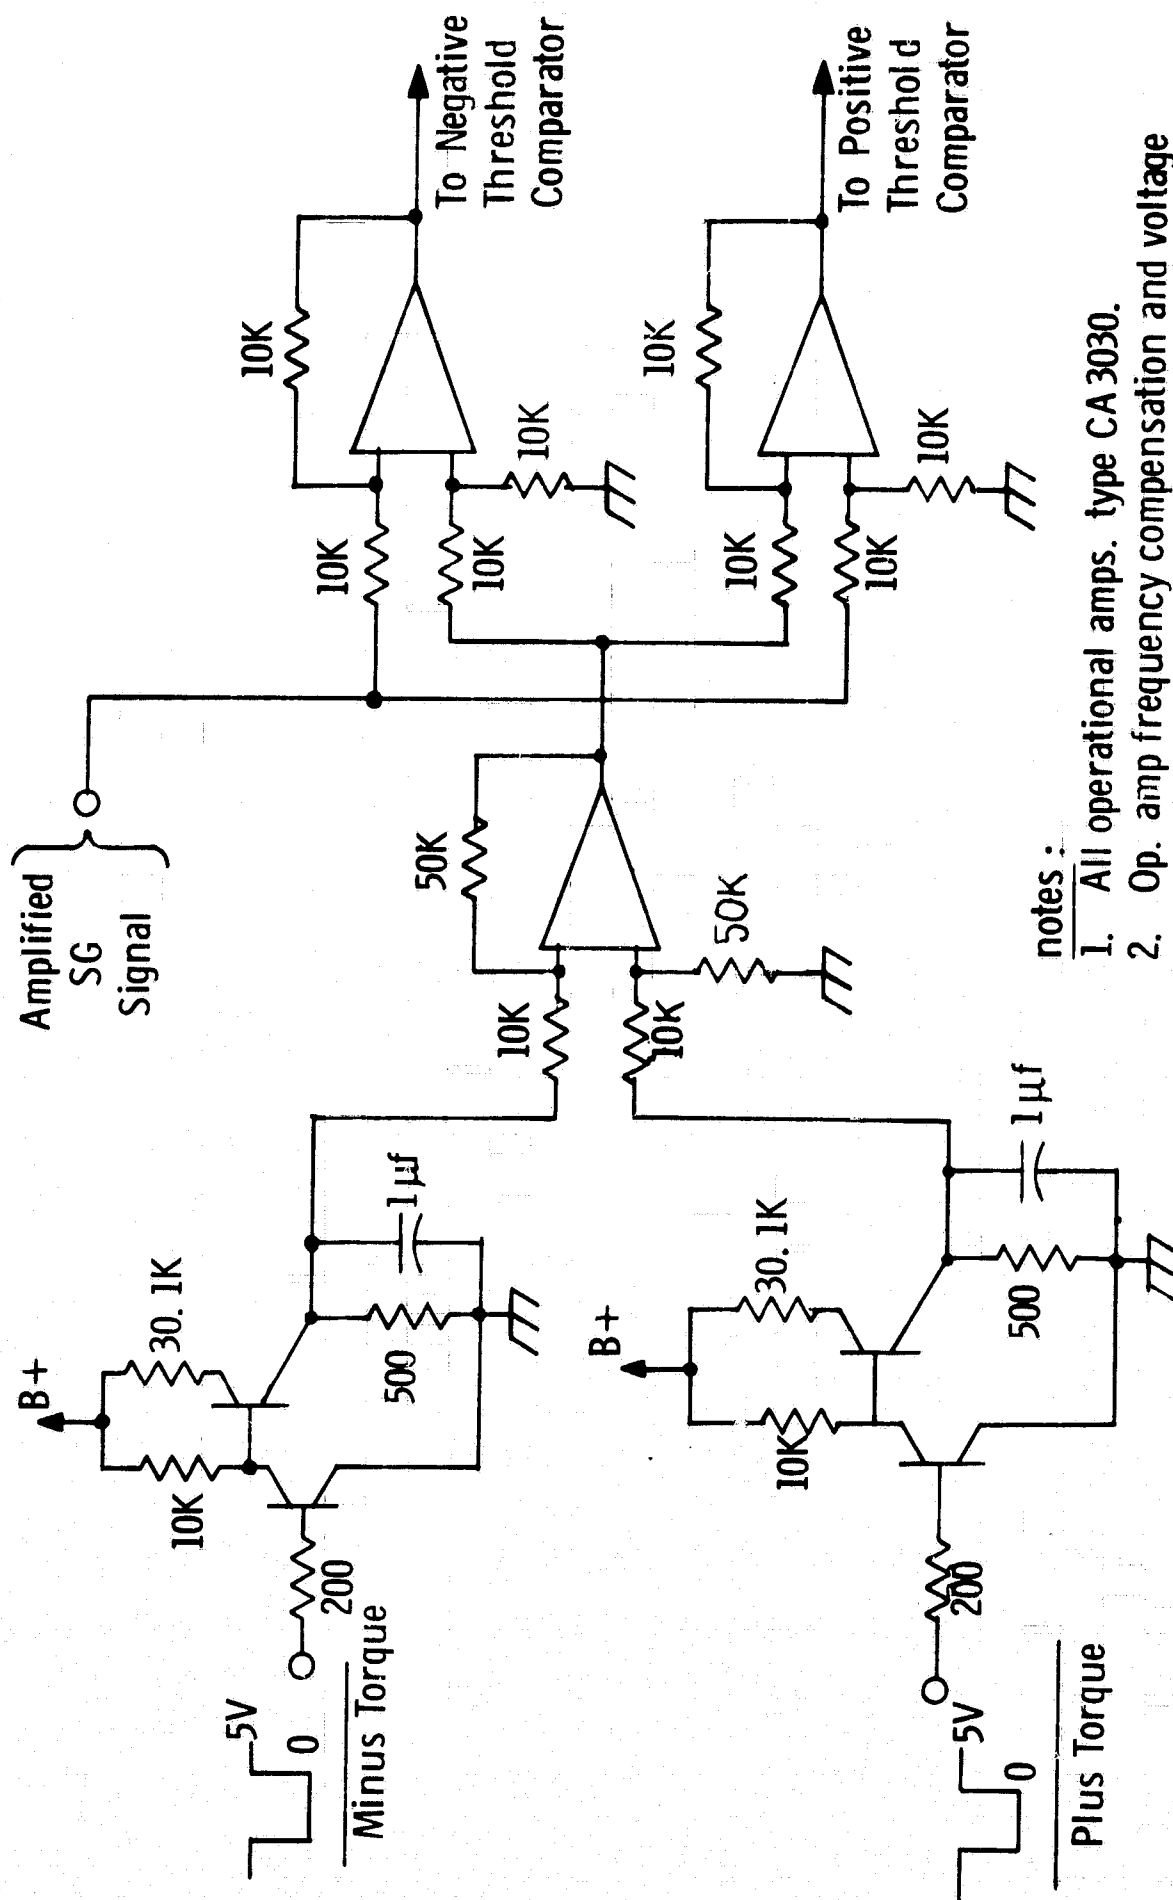 Amplified
SG
Signal
B+
10K
30. 1K
200
5V
0
Minus Torque
500
1µf
10K
50K
10K
50K
10K
10K
10K
10K
To Negative
Threshold
Comparator
10K
10K
10K
10K
To Positive
Threshold
Comparator
B+
10K
30. 1K
200
5V
0
Plus Torque
500
1µf
notes :
1. All operational amps. type CA 3030.
2. Op. amp frequency compensation and voltage